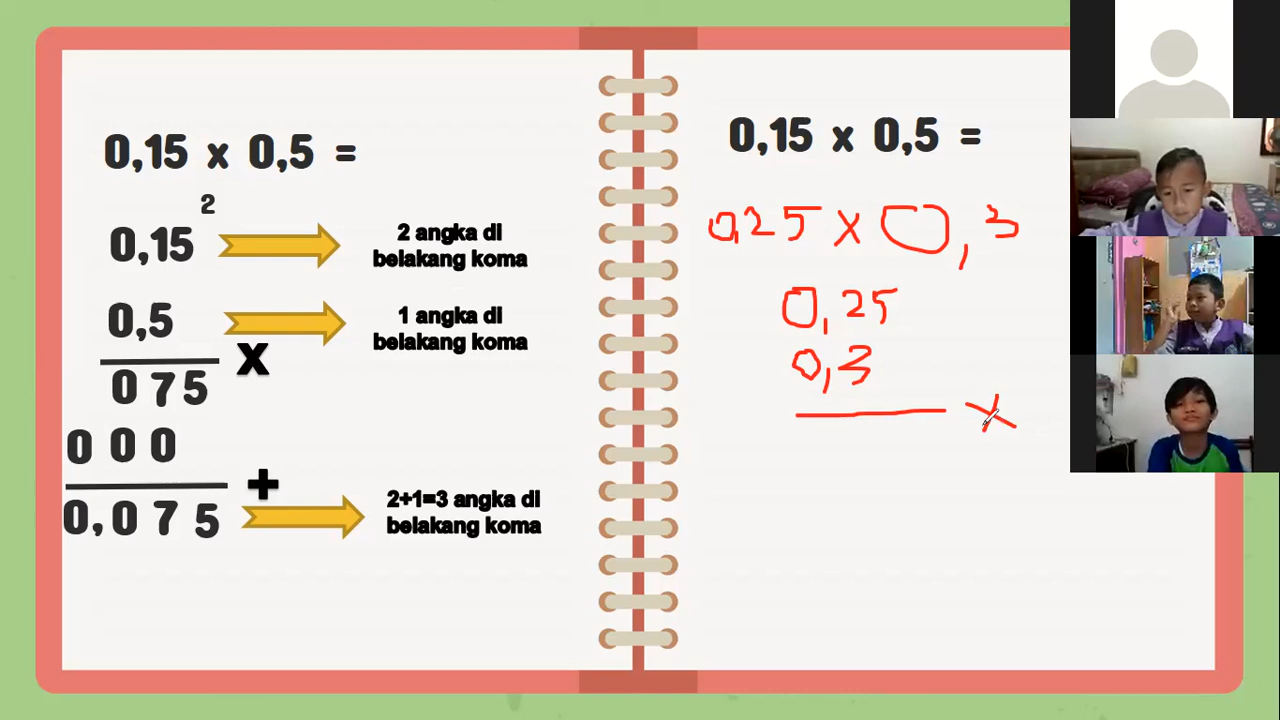 0,15 x 0,5 =
2
0,15
2 angka di
belakang koma
0,5
1 angka di
belakang koma
x
0 7 5
0 0 0
+
0,0 7 5
2+1=3 angka di
belakang koma
0,15 x 0,5 =
0,25 x 0,3
0,25
0,3
x